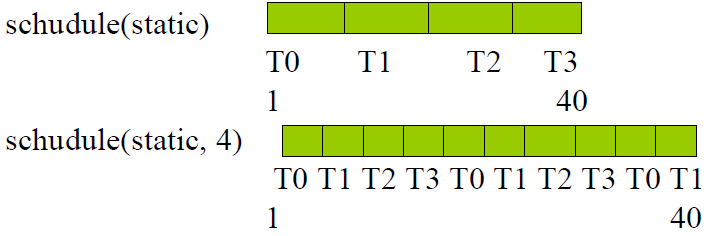 schudule(static)
T0 T1 T2 T3
1 40
schudule(static, 4)
T0 T1 T2 T3 T0 T1 T2 T3 T0 T1
1 40